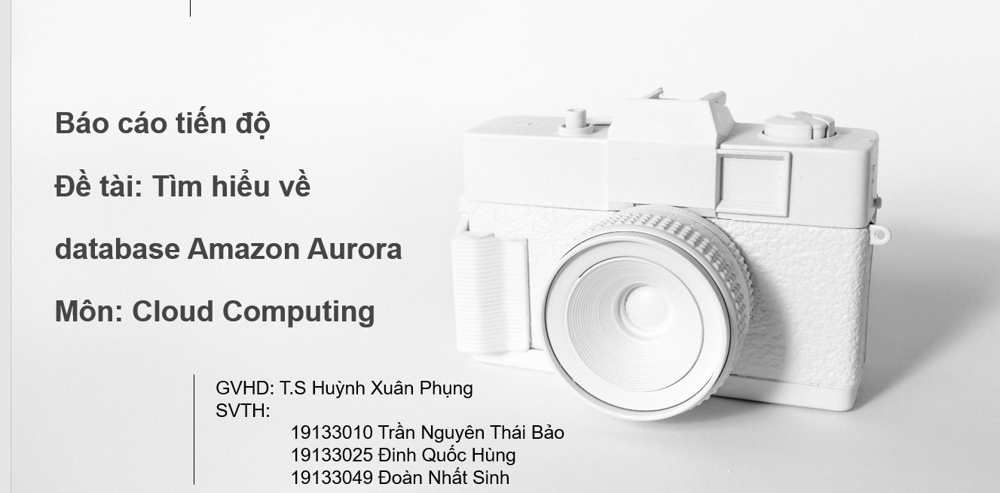 Báo cáo tiến độ
Đề tài: Tìm hiểu về
database Amazon Aurora
Môn: Cloud Computing
GVHD: T.S Huỳnh Xuân Phụng
SVTH:
19133010 Trần Nguyên Thái Bảo
19133025 Đinh Quốc Hùng
19133049 Đoàn Nhất Sinh